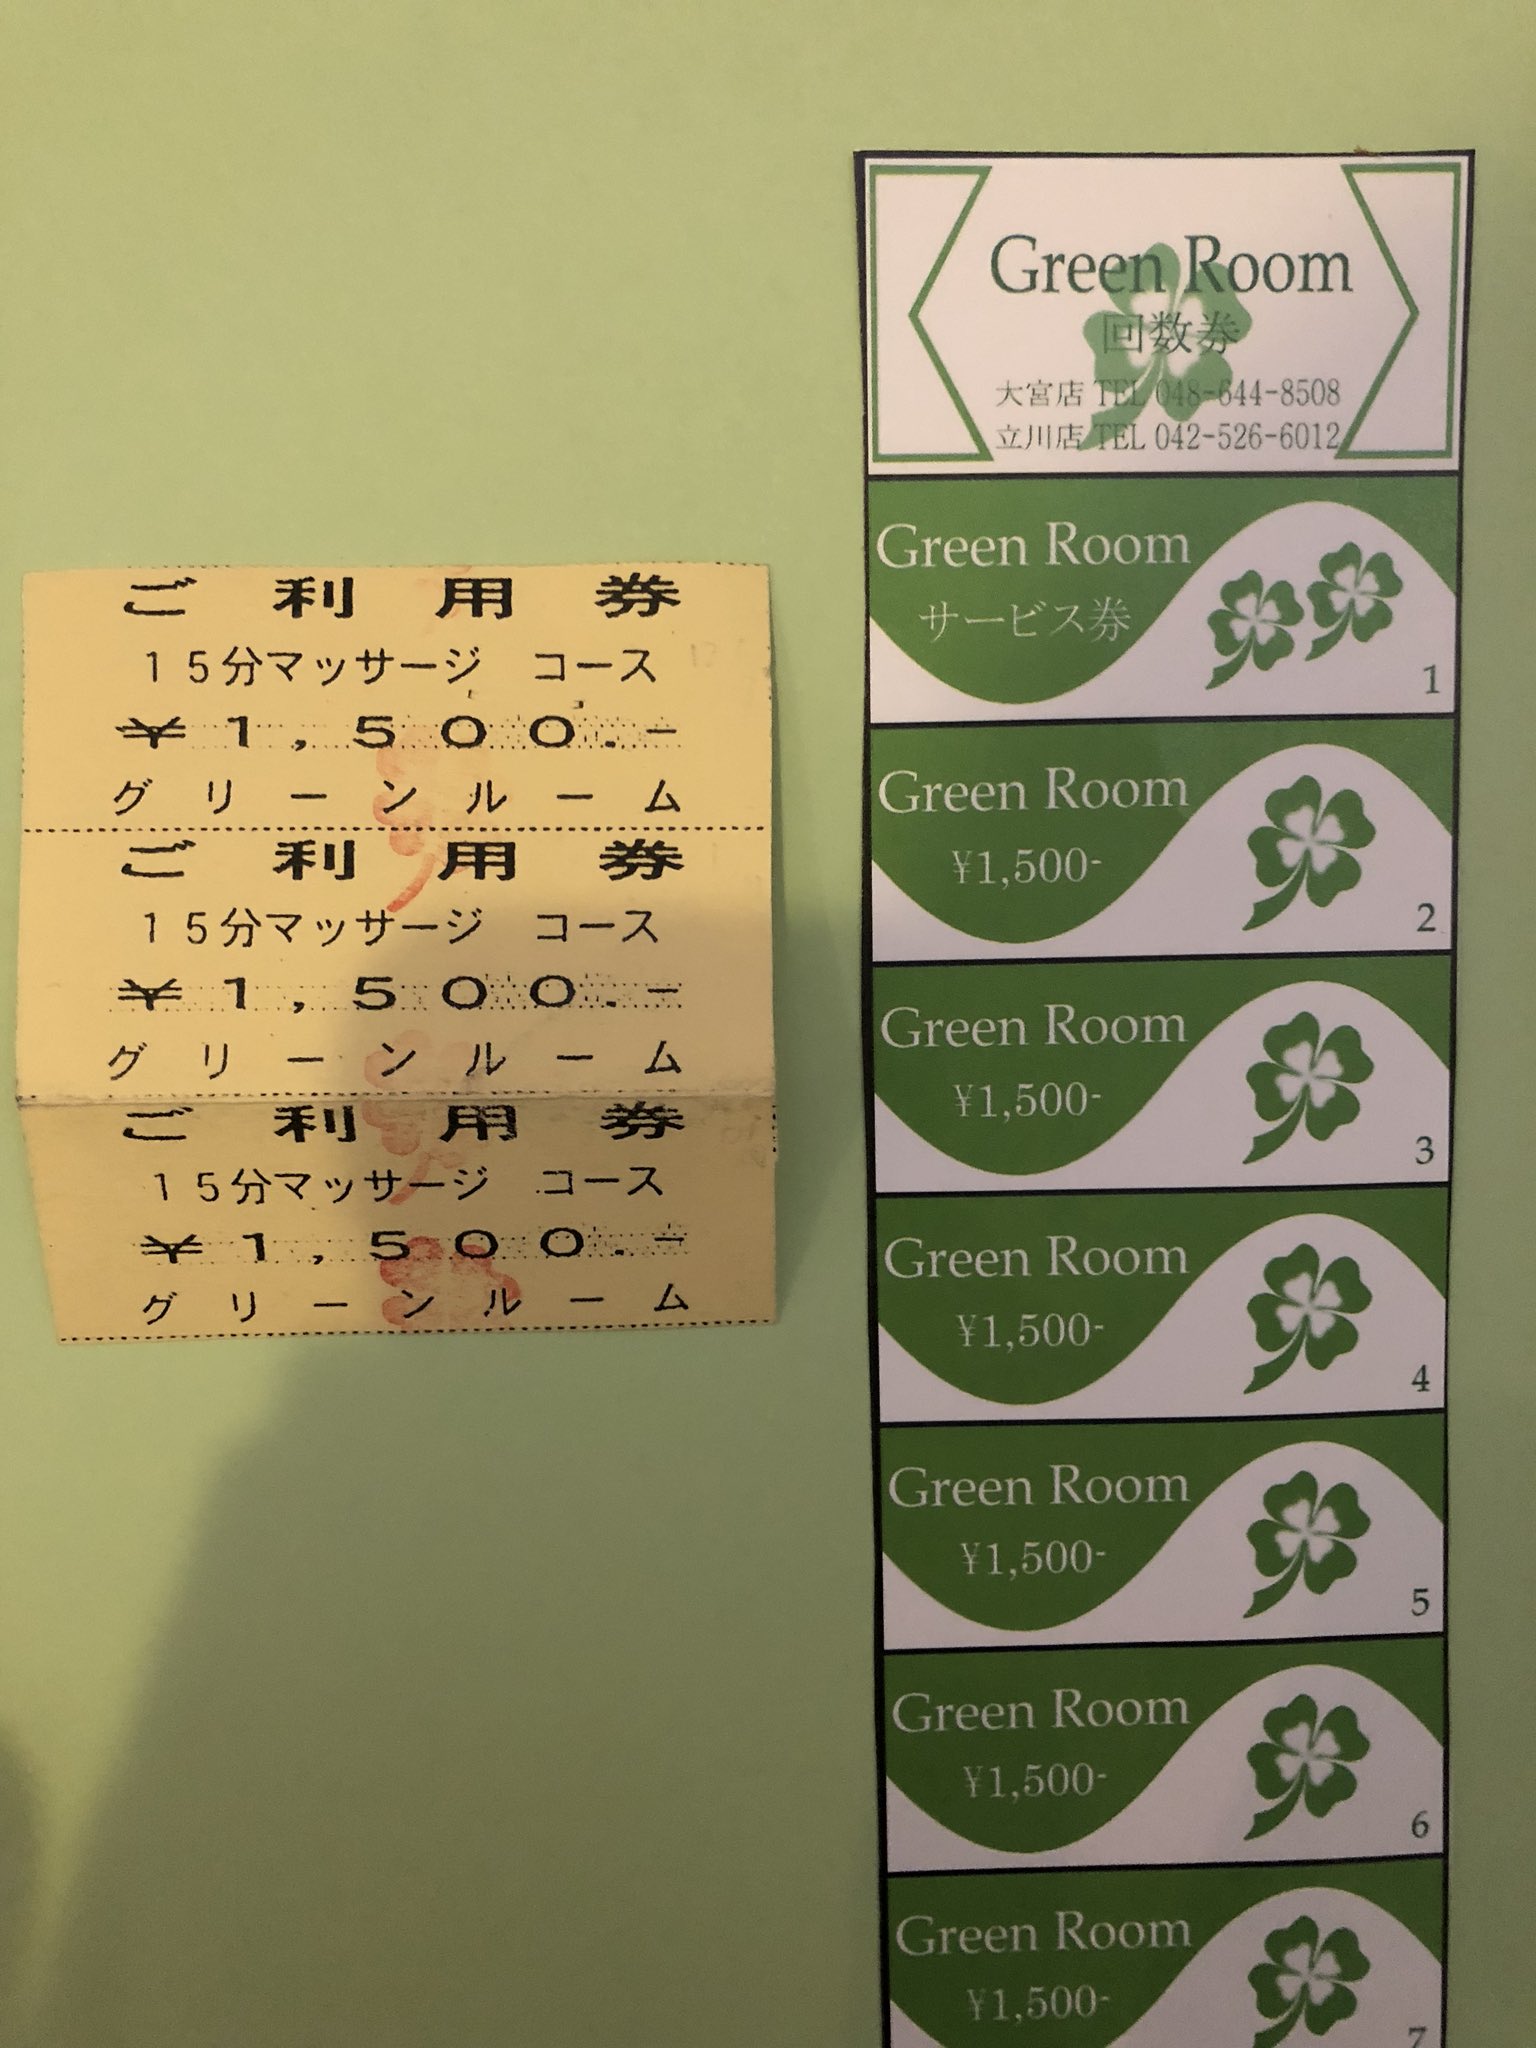 ご利用券
15分マッサージ コース
¥1,500.-
グリーンルーム
ご利用券
15分マッサージ コース
¥1,500.-
グリーンルーム
ご利用券
15分マッサージ コース
¥1,500.-
グリーンルーム
Green Room
回数券
大宮店 TEL 048-644-8508
立川店 TEL 042-526-6012
Green Room
サービス券
1
Green Room
¥1,500-
2
Green Room
¥1,500-
3
Green Room
¥1,500-
4
Green Room
¥1,500-
5
Green Room
¥1,500-
6
Green Room
¥1,500-
7